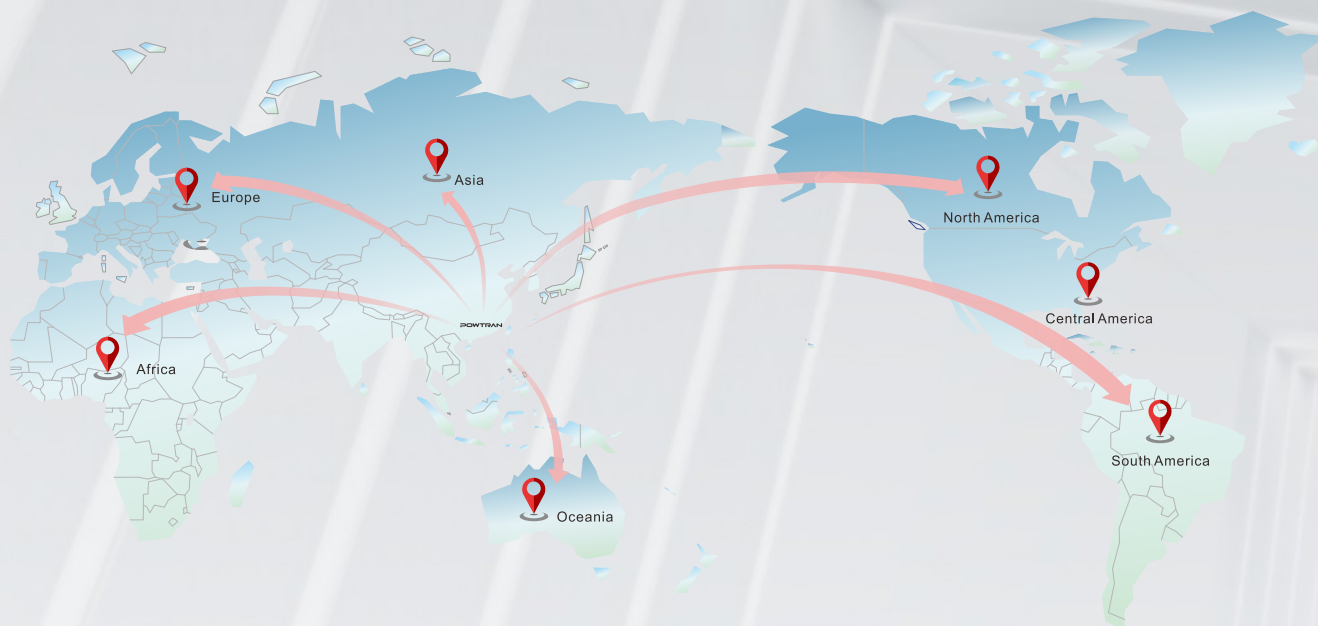 Asia
Europe
North America
Central America
POWTRAN
Africa
South America
Oceania